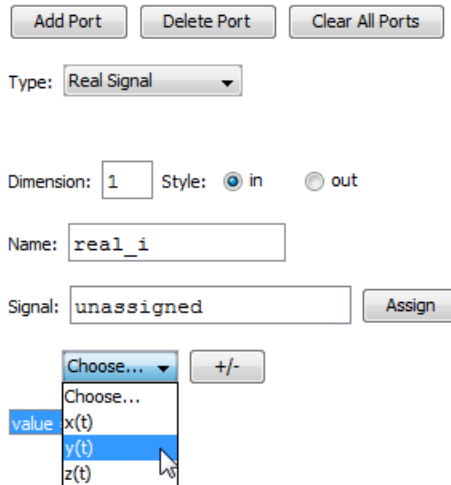 Add Port Delete Port Clear All Ports
Type: Real Signal
Dimension: 1 Style: in out
Name: real_i
Signal: unassigned Assign
Choose... +/-
Choose...
value x(t)
y(t)
z(t)